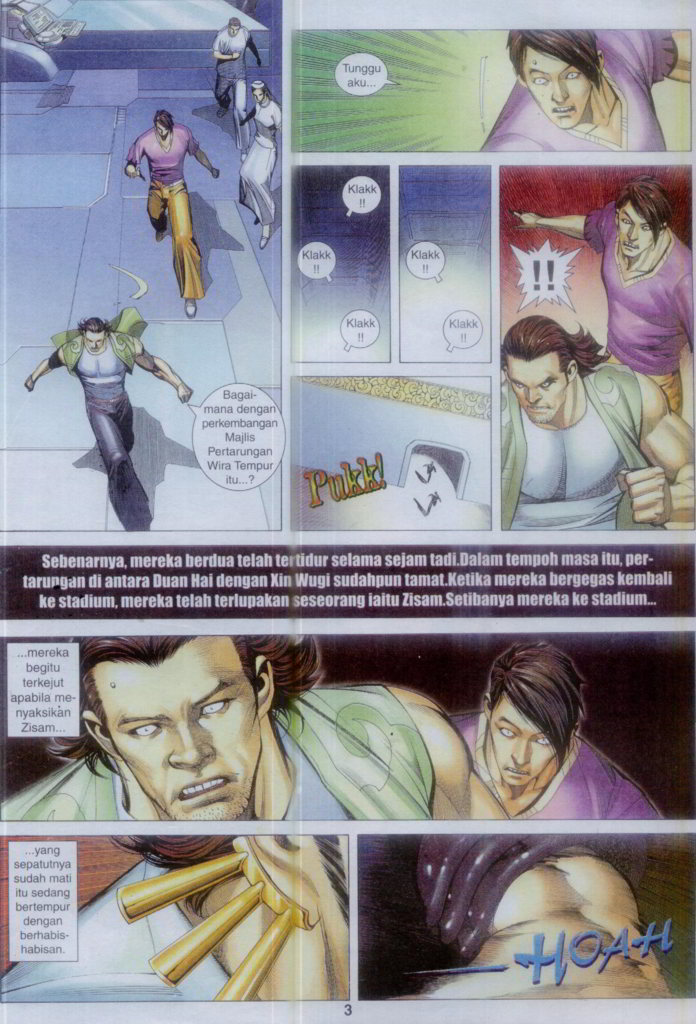 Bagai-
mana dengan
perkembangan
Majlis
Pertarungan
Wira Tempur
itu...?
Tunggu
aku...
Klakk
!!
Klakk
!!
Klakk
!!
Klakk
!!
Klakk
!!
!!
Pukk!
Sebenarnya, mereka berdua telah tertidur selama sejam tadi.Dalam tempoh masa itu, per-
tarungan di antara Duan Hai dengan Xin Wugi sudahpun tamat.Ketika mereka bergegas kembali
ke stadium, mereka telah terlupakan seseorang iaitu Zisam.Setibanya mereka ke stadium...
...mereka
begitu
terkejut
apabila me-
nyaksikan
Zisam...
...yang
sepatutnya
sudah mati
itu sedang
bertempur
dengan
berhabis-
habisan.
HOAH
3